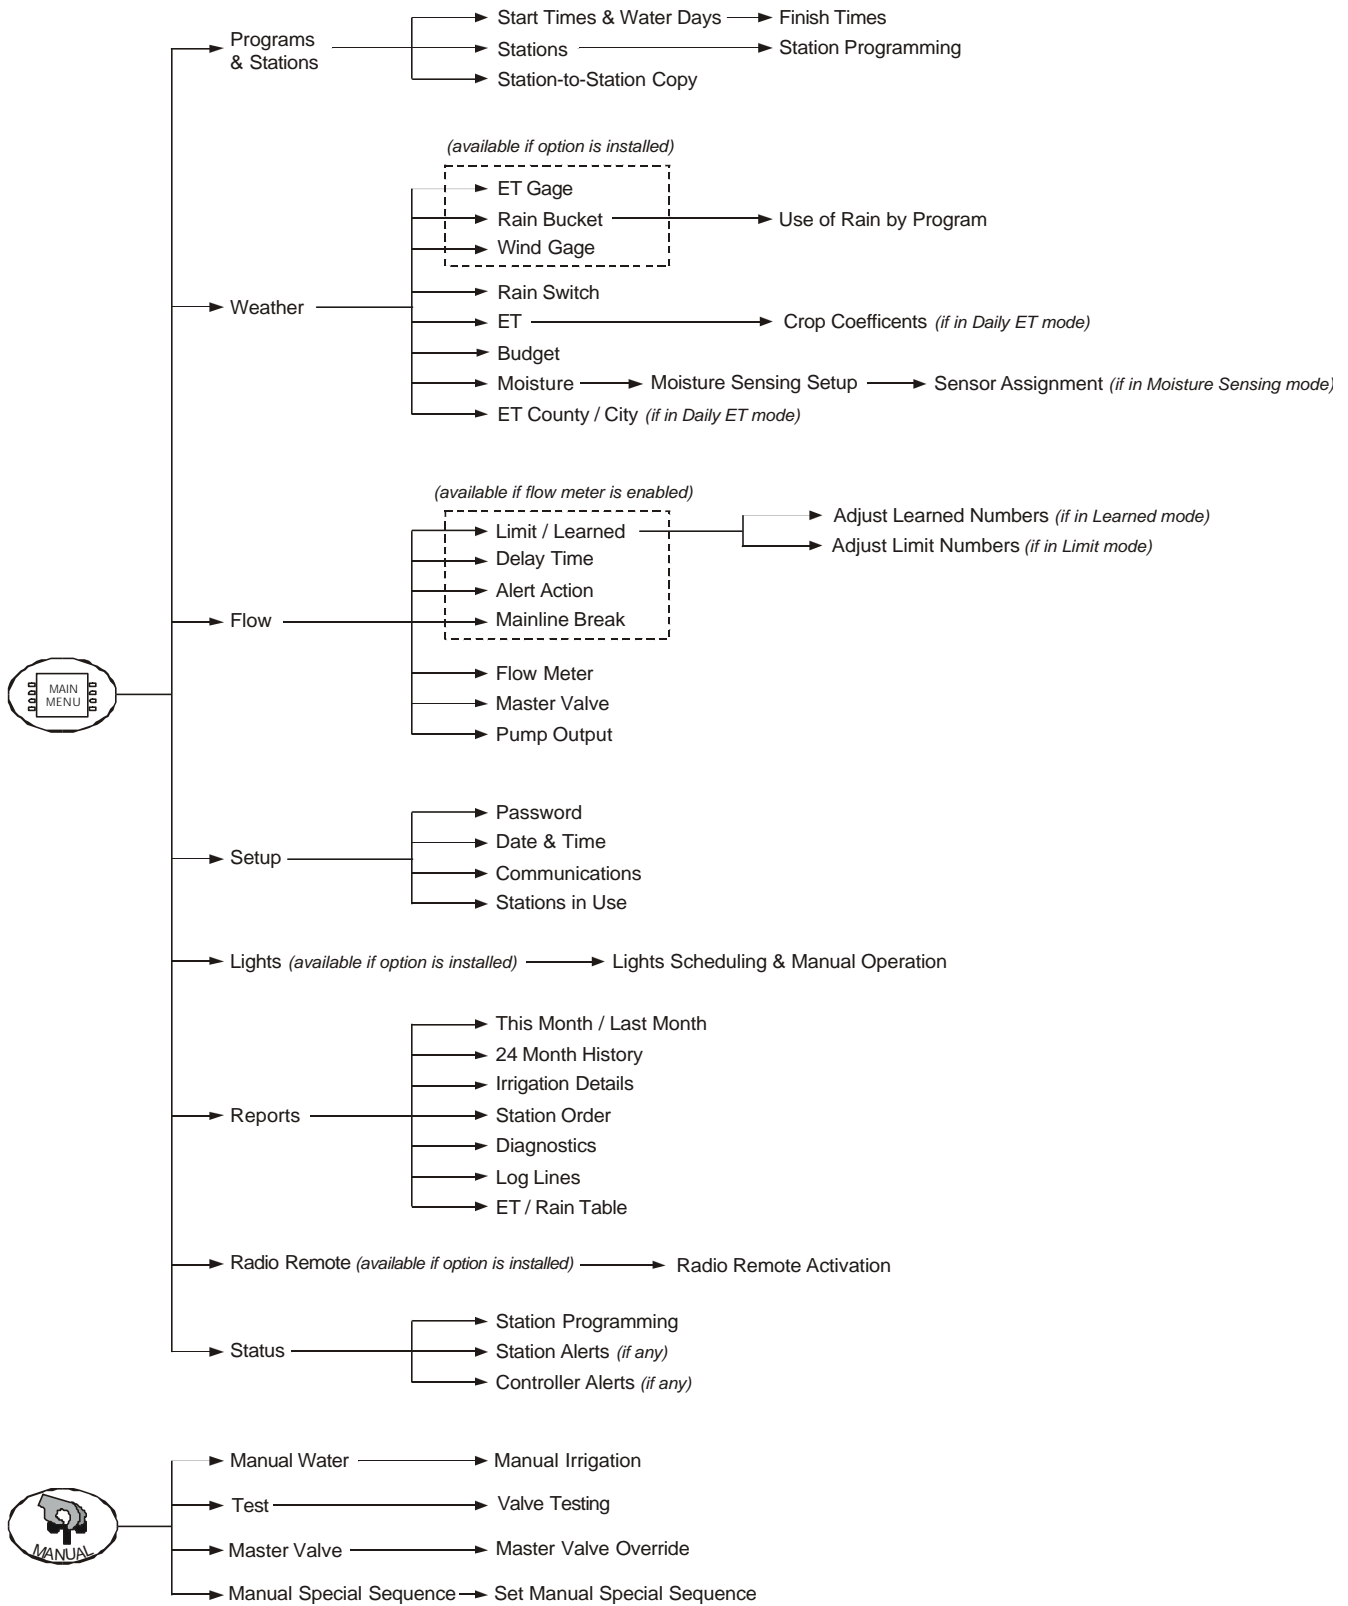 Programs
& Stations
Start Times & Water Days
Finish Times
Stations
Station Programming
Station-to-Station Copy
(available if option is installed)
ET Gage
Rain Bucket
Use of Rain by Program
Wind Gage
Weather
Rain Switch
ET
Crop Coefficents (if in Daily ET mode)
Budget
Moisture
Moisture Sensing Setup
Sensor Assignment (if in Moisture Sensing mode)
ET County / City (if in Daily ET mode)
(available if flow meter is enabled)
Limit / Learned
Adjust Learned Numbers (if in Learned mode)
Adjust Limit Numbers (if in Limit mode)
Delay Time
Alert Action
Mainline Break
Flow
Flow Meter
Master Valve
Pump Output
MAIN
MENU
Setup
Password
Date & Time
Communications
Stations in Use
Lights (available if option is installed)
Lights Scheduling & Manual Operation
Reports
This Month / Last Month
24 Month History
Irrigation Details
Station Order
Diagnostics
Log Lines
ET / Rain Table
Radio Remote (available if option is installed)
Radio Remote Activation
Status
Station Programming
Station Alerts (if any)
Controller Alerts (if any)
MANUAL
Manual Water
Manual Irrigation
Test
Valve Testing
Master Valve
Master Valve Override
Manual Special Sequence
Set Manual Special Sequence